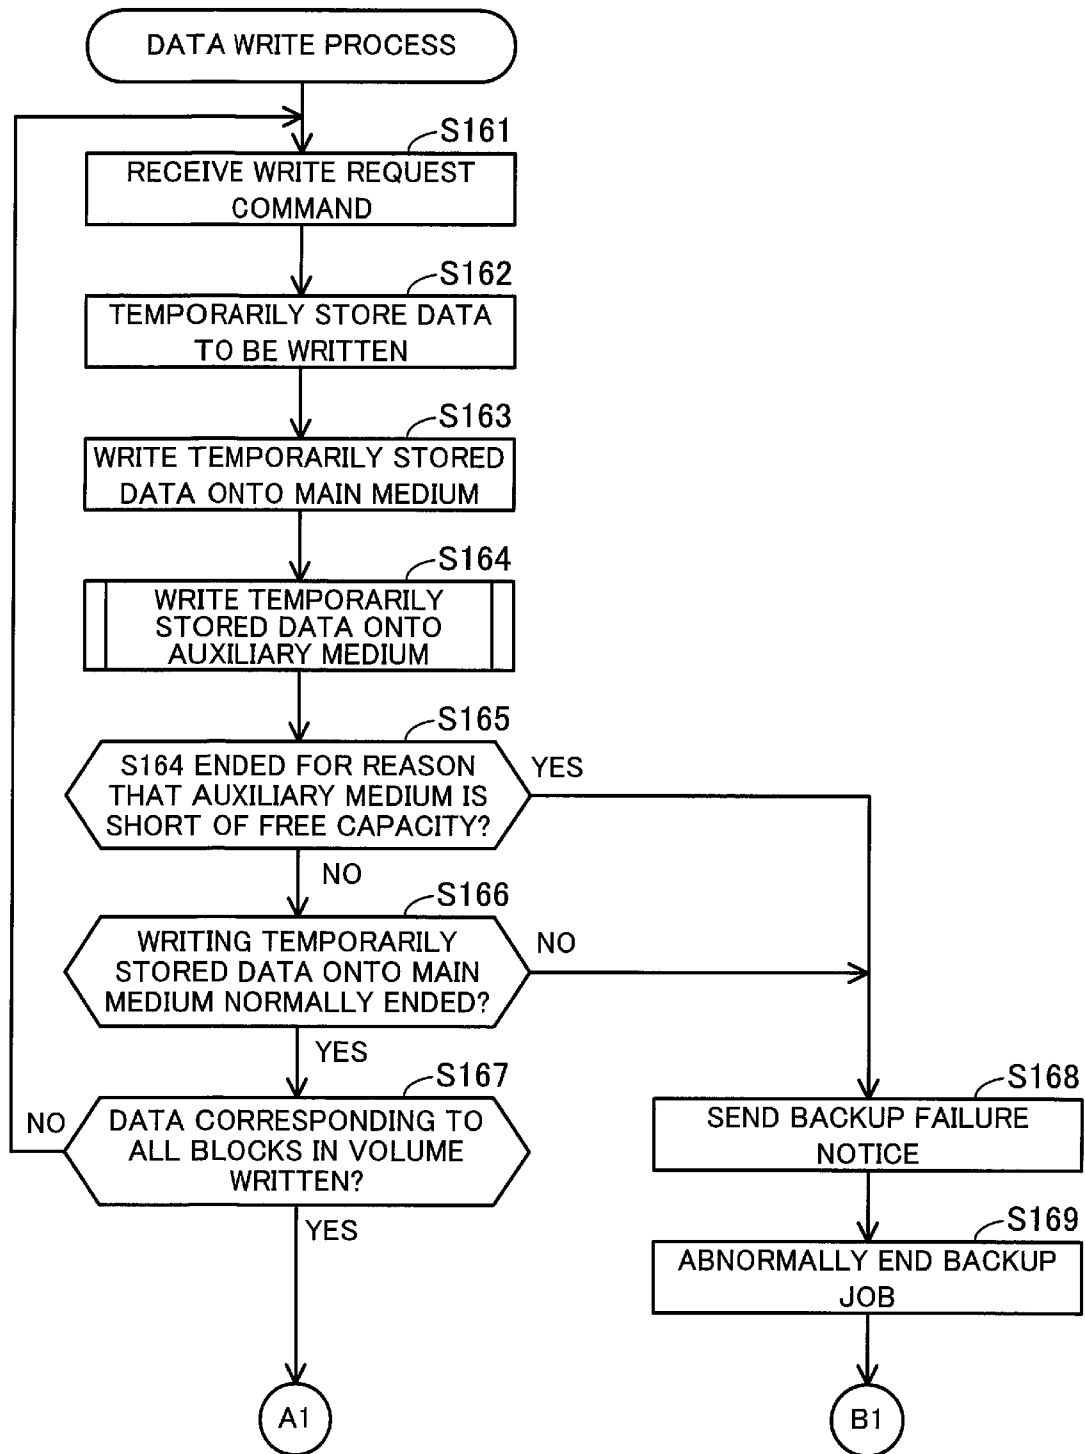 DATA WRITE PROCESS
S161
RECEIVE WRITE REQUEST
COMMAND
S162
TEMPORARILY STORE DATA
TO BE WRITTEN
S163
WRITE TEMPORARILY STORED
DATA ONTO MAIN MEDIUM
S164
WRITE TEMPORARILY
STORED DATA ONTO
AUXILIARY MEDIUM
S165
S164 ENDED FOR REASON
THAT AUXILIARY MEDIUM IS
SHORT OF FREE CAPACITY?
YES
NO
S166
WRITING TEMPORARILY
STORED DATA ONTO MAIN
MEDIUM NORMALLY ENDED?
NO
YES
S167
NO
DATA CORRESPONDING TO
ALL BLOCKS IN VOLUME
WRITTEN?
YES
S168
SEND BACKUP FAILURE
NOTICE
S169
ABNORMALLY END BACKUP
JOB
A1
B1